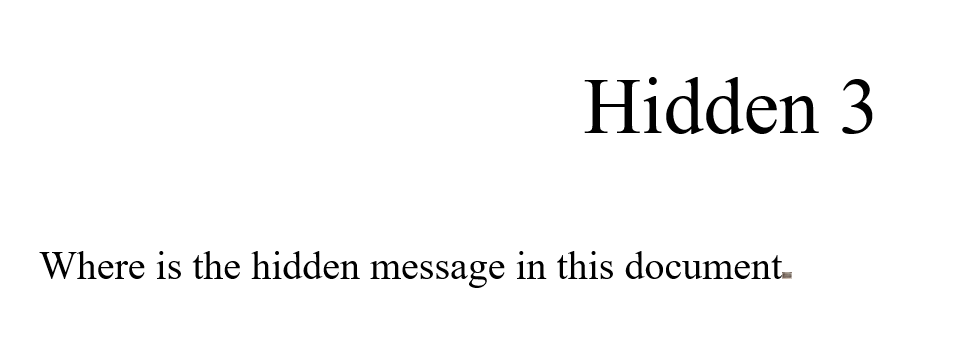 Hidden 3
Where is the hidden message in this document